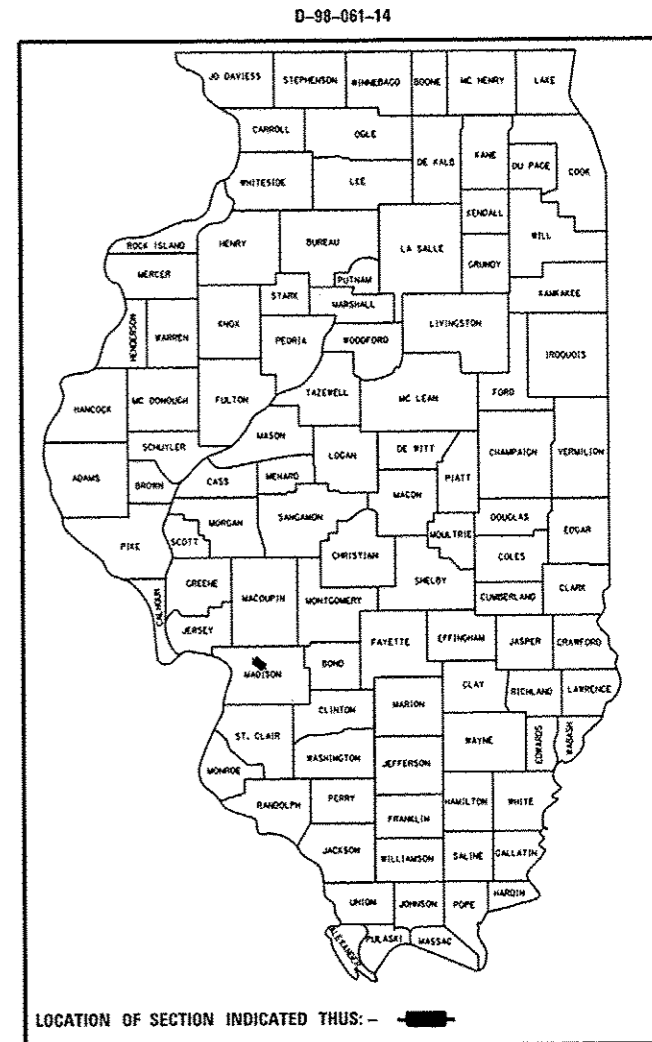 D-98-061-14
JO DAVIESS
STEPHENSON
WINNEBAGO
BOONE
MC HENRY
LAKE
CARROLL
OGLE
DE KALB
KANE
DU PAGE
COOK
WHITESIDE
LEE
KENDALL
WILL
ROCK ISLAND
HENRY
BUREAU
LA SALLE
GRUNDY
MERCER
PUTNAM
KANKAKEE
STARK
MARSHALL
HENDERSON
WARREN
KNOX
PEORIA
WOODFORD
LIVINGSTON
IROQUOIS
HANCOCK
MC DONOUGH
FULTON
TAZEWELL
MC LEAN
FORD
SCHUYLER
MASON
LOGAN
DE WITT
CHAMPAIGN
VERMILION
ADAMS
BROWN
CASS
MENARD
PIATT
MACON
PIKE
SCOTT
MORGAN
SANGAMON
CHRISTIAN
MOULTRIE
DOUGLAS
EDGAR
COLES
CALHOUN
GREENE
MACOUPIN
MONTGOMERY
SHELBY
CUMBERLAND
CLARK
JERSEY
FAYETTE
EFFINGHAM
JASPER
CRAWFORD
MADISON
BOND
CLAY
RICHLAND
LAWRENCE
CLINTON
MARION
ST. CLAIR
WAYNE
EDWARDS
WABASH
MONROE
WASHINGTON
JEFFERSON
RANDOLPH
PERRY
HAMILTON
WHITE
FRANKLIN
JACKSON
WILLIAMSON
SALINE
GALLATIN
UNION
JOHNSON
POPE
HARDIN
ALEXANDER
PULASKI
MASSAC
LOCATION OF SECTION INDICATED THUS: -